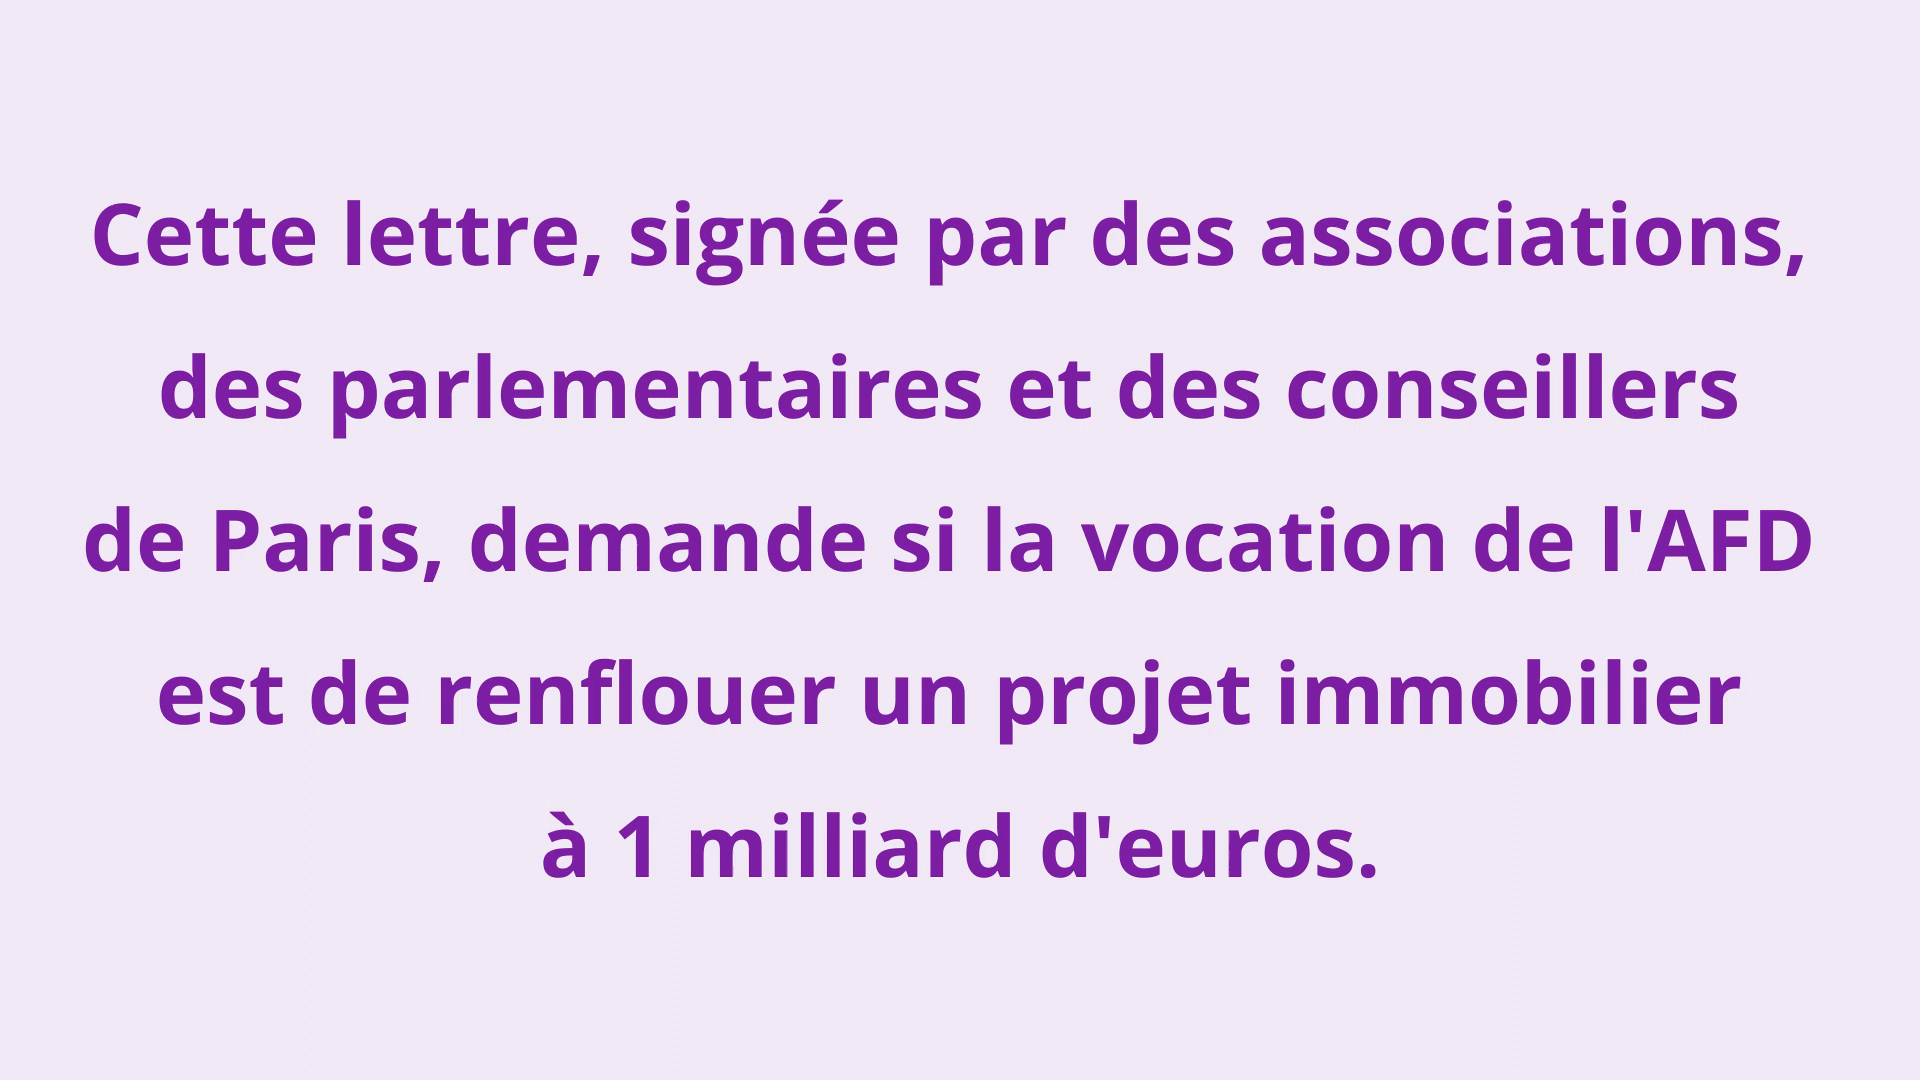 Cette lettre, signée par des associations,
des parlementaires et des conseillers
de Paris, demande si la vocation de l'AFD
est de renflouer un projet immobilier
à 1 milliard d'euros.